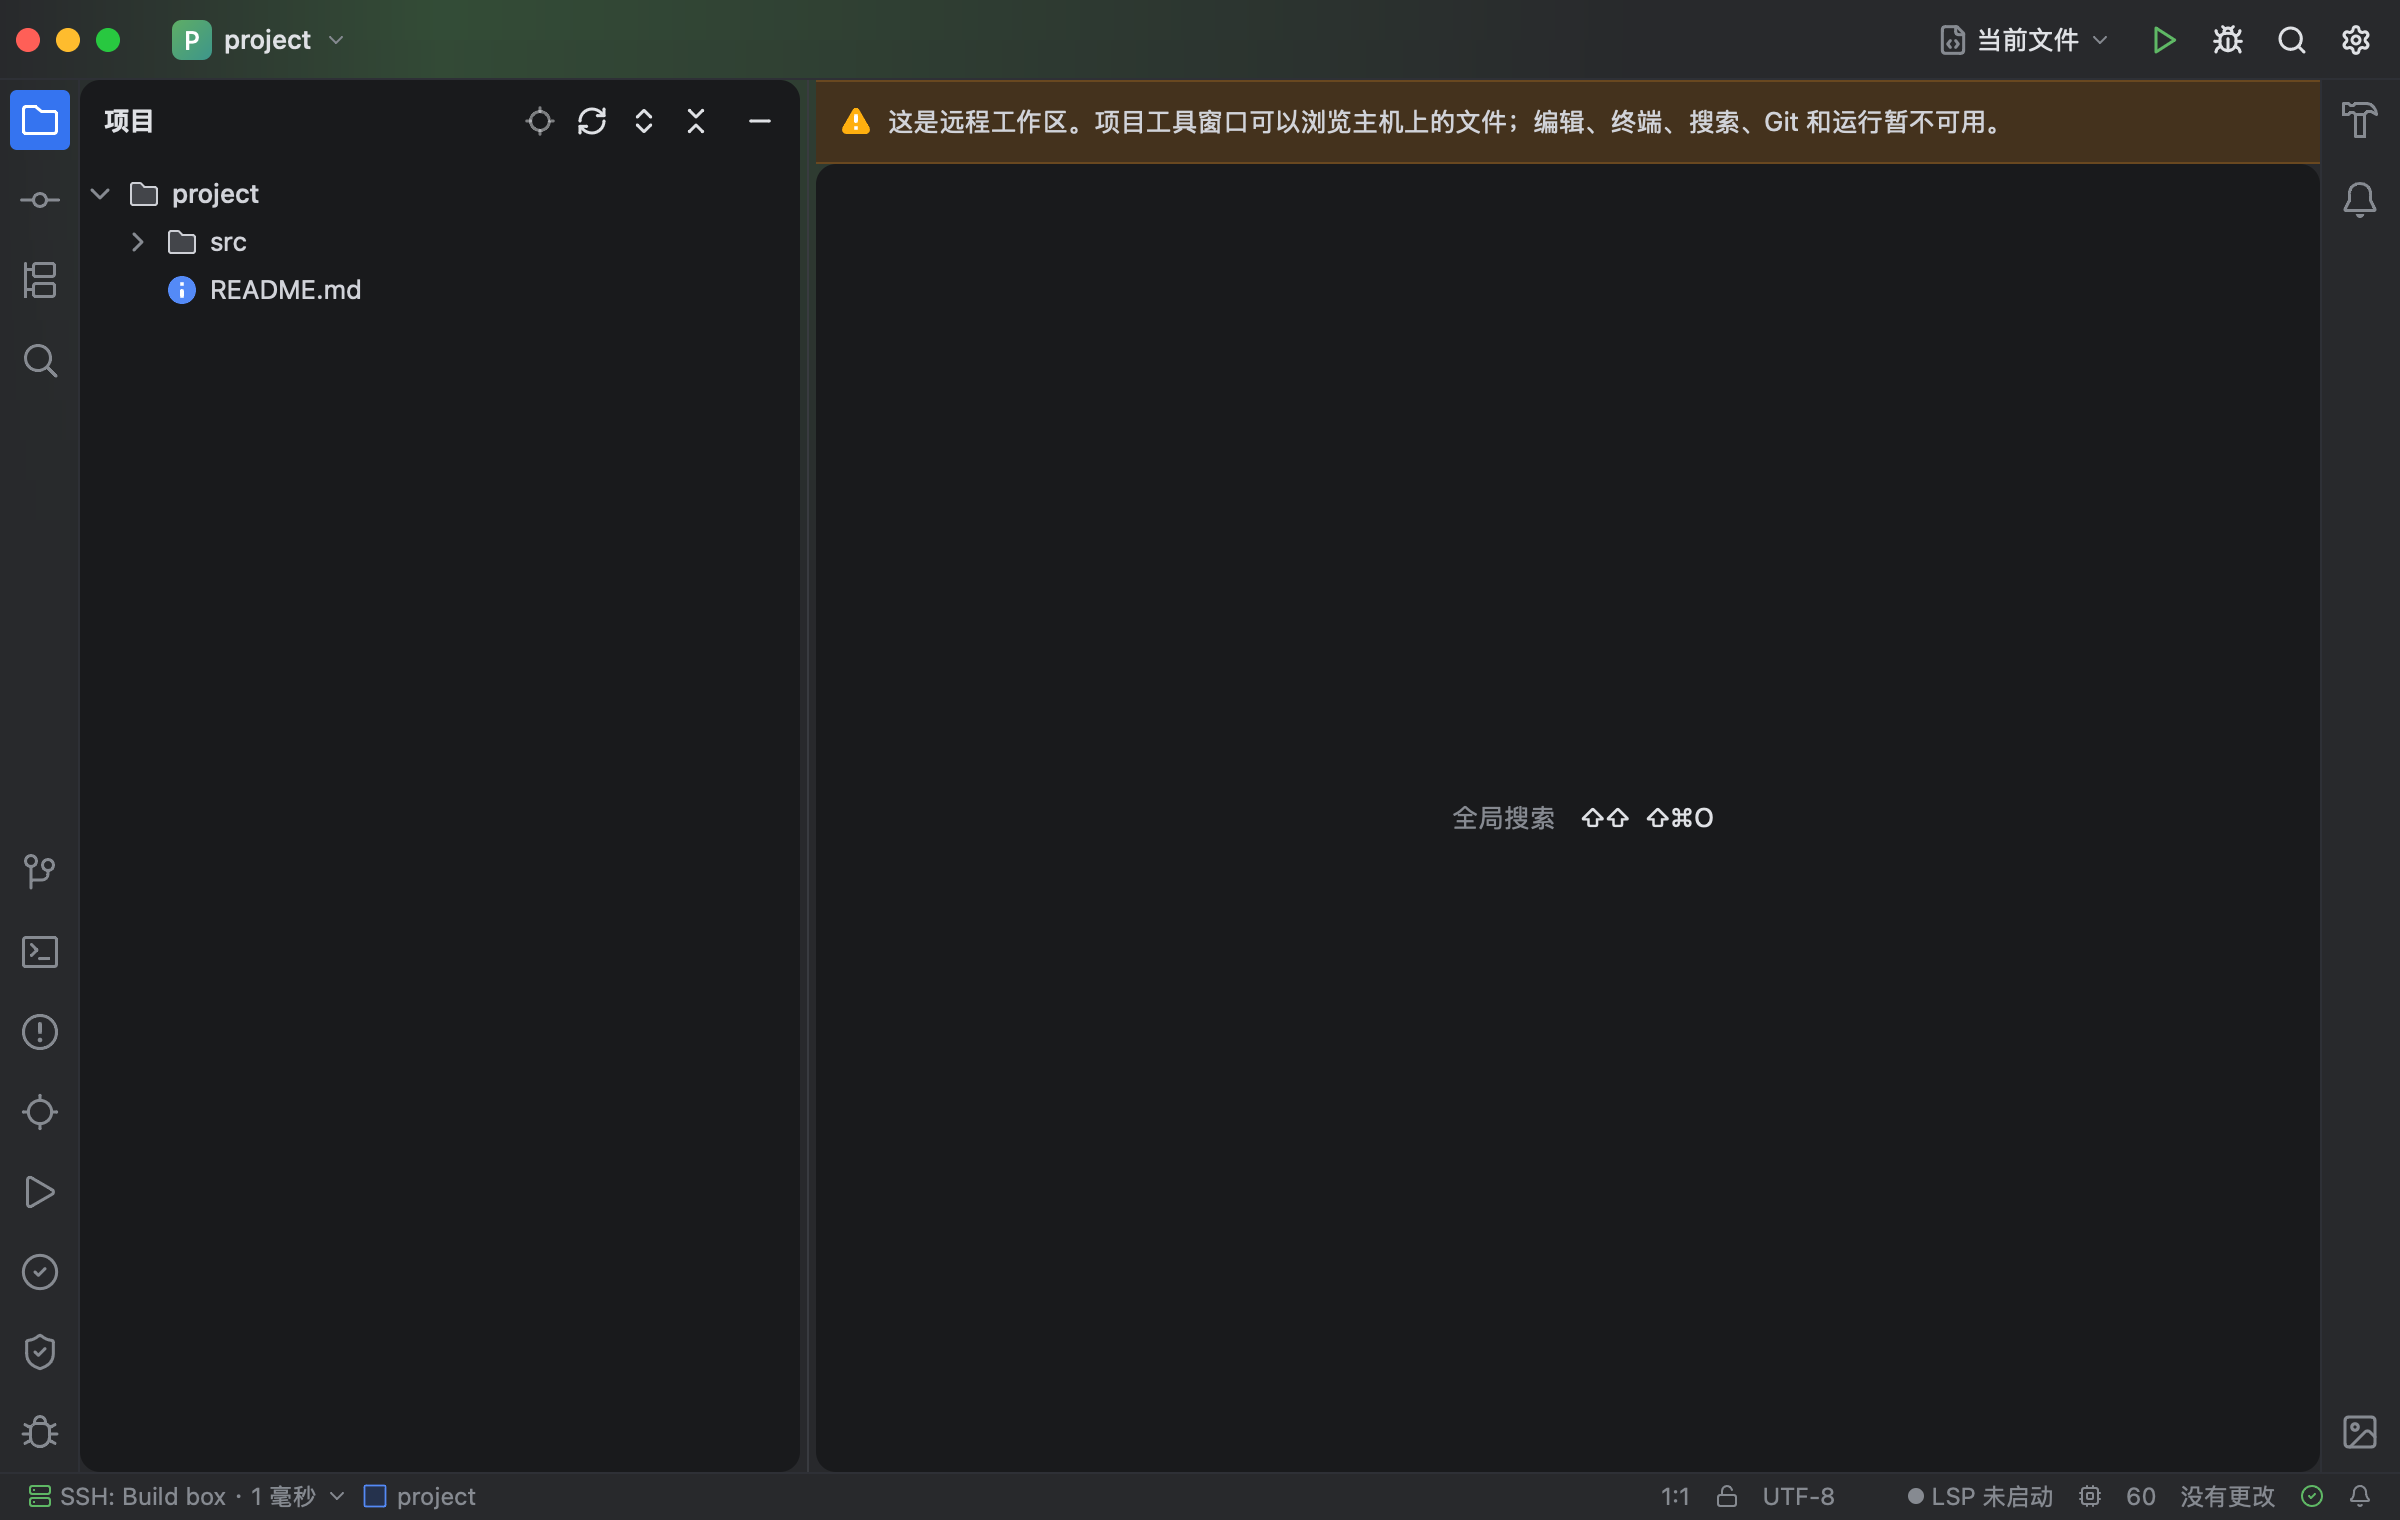 P project
当前文件
项目
这是远程工作区。项目工具窗口可以浏览主机上的文件；编辑、终端、搜索、Git 和运行暂不可用。
project
src
README.md
全局搜索 ⇧⇧ ⇧⌘O
SSH: Build box · 1 毫秒
project
1:1
UTF-8
LSP 未启动
60
没有更改